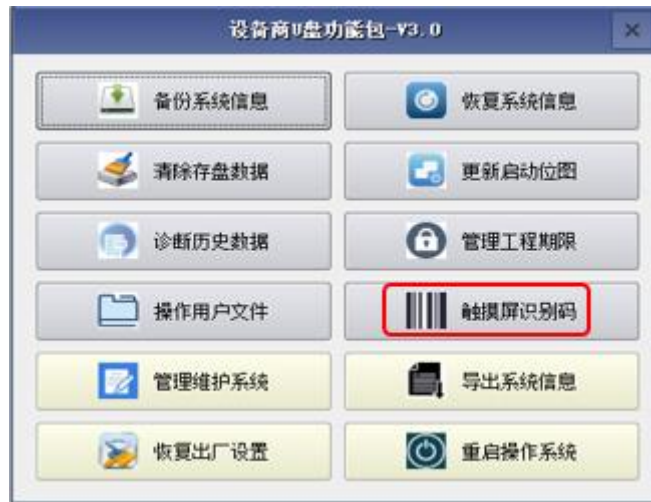 设备商U盘功能包-V3.0
备份系统信息
恢复系统信息
清除存盘数据
更新启动位图
诊断历史数据
管理工程期限
操作用户文件
触摸屏识别码
管理维护系统
导出系统信息
恢复出厂设置
重启操作系统